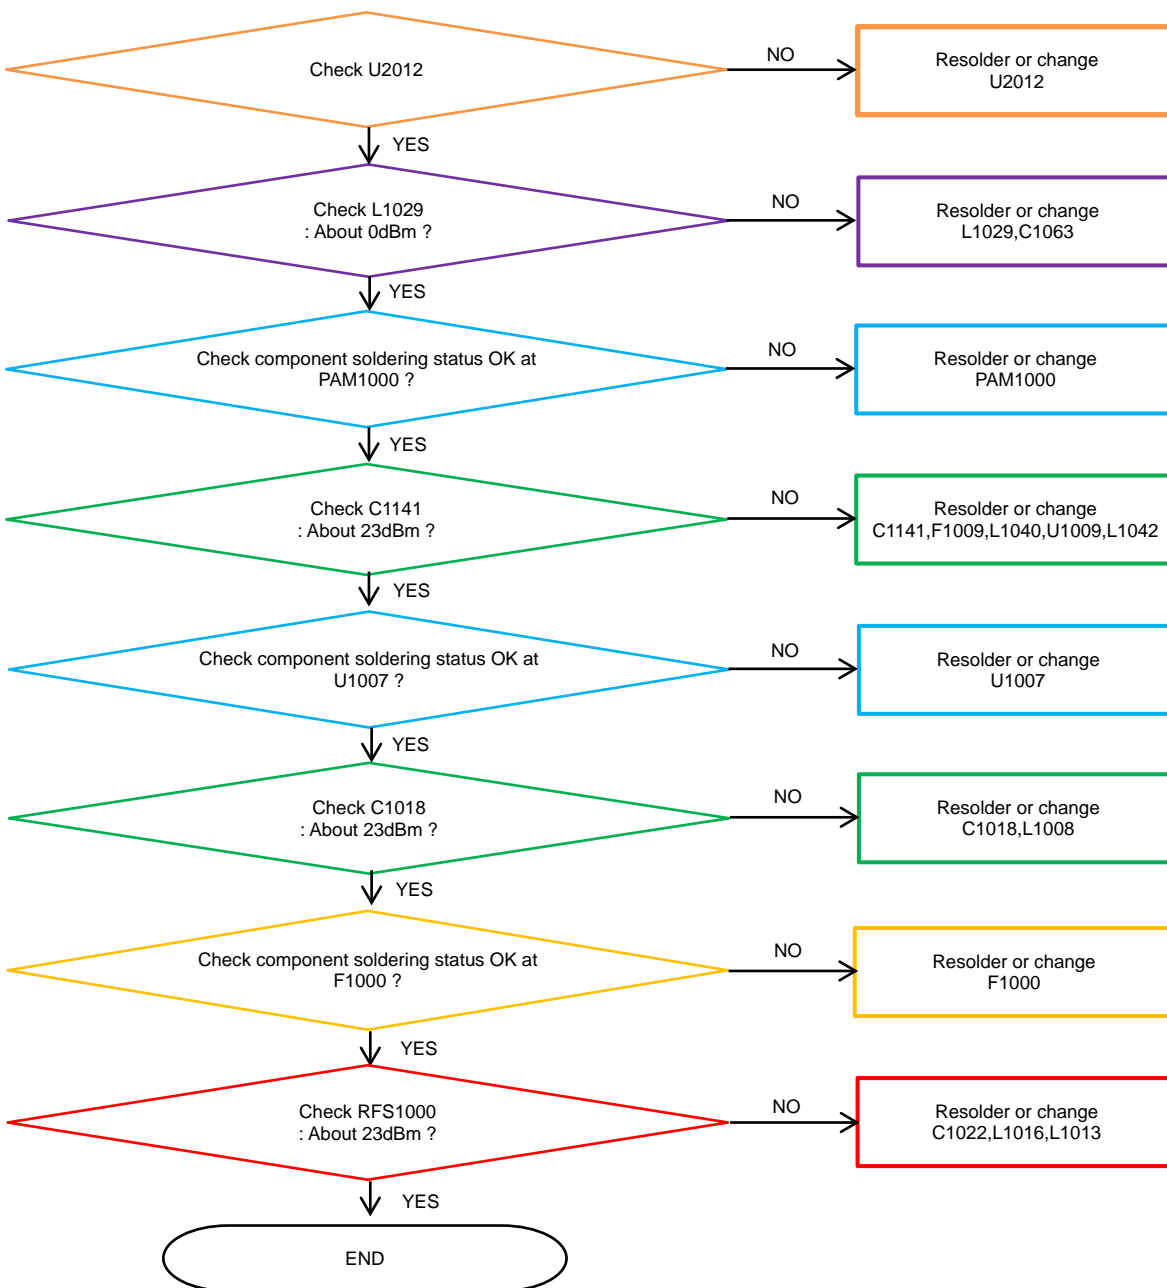 Check U2012
NO
Resolder or change
U2012
YES
Check L1029
: About 0dBm ?
NO
Resolder or change
L1029,C1063
YES
Check component soldering status OK at
PAM1000 ?
NO
Resolder or change
PAM1000
YES
Check C1141
: About 23dBm ?
NO
Resolder or change
C1141,F1009,L1040,U1009,L1042
YES
Check component soldering status OK at
U1007 ?
NO
Resolder or change
U1007
YES
Check C1018
: About 23dBm ?
NO
Resolder or change
C1018,L1008
YES
Check component soldering status OK at
F1000 ?
NO
Resolder or change
F1000
YES
Check RFS1000
: About 23dBm ?
NO
Resolder or change
C1022,L1016,L1013
YES
END